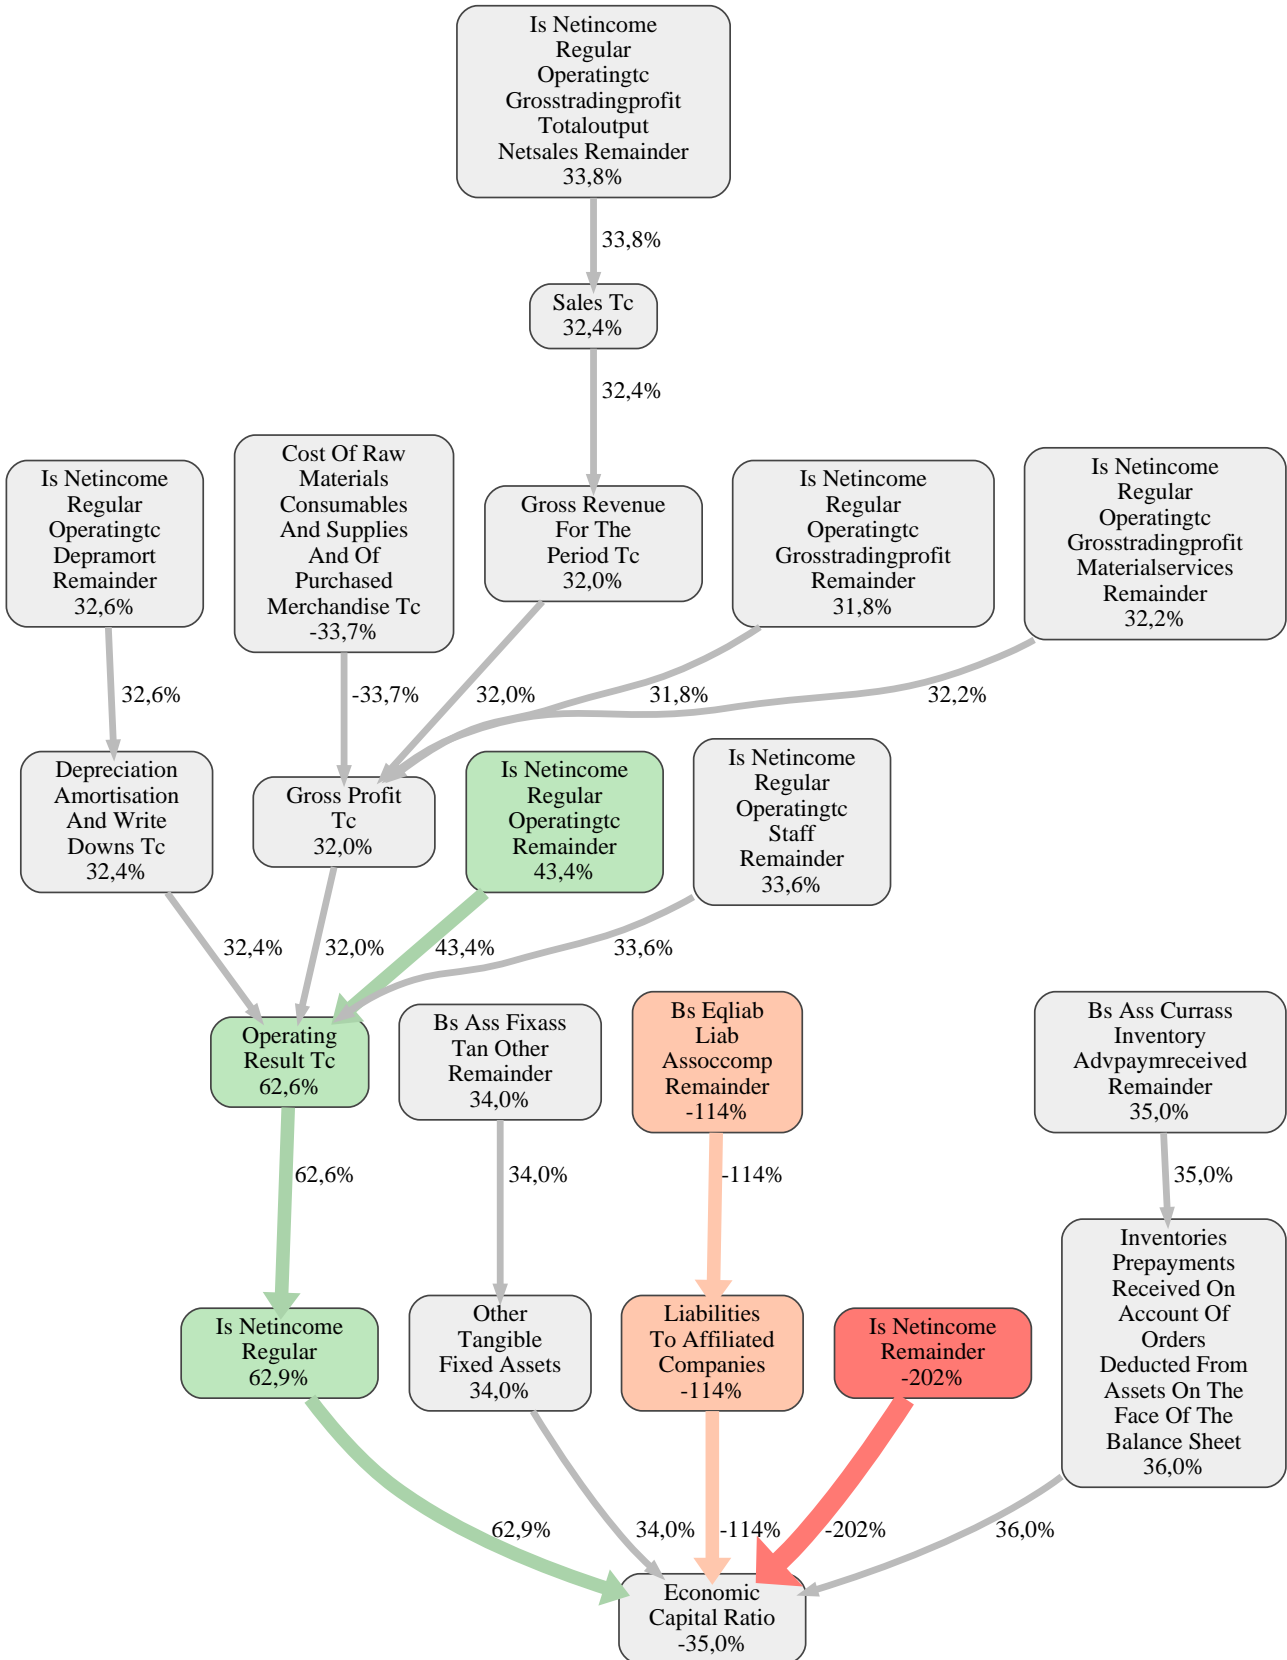 Is Netincome
Regular
Operatingtc
Grosstradingprofit
Totaloutput
Netsales Remainder
33,8%
33,8%
Sales Tc
32,4%
32,4%
Is Netincome
Regular
Operatingtc
Depramort
Remainder
32,6%
Cost Of Raw
Materials
Consumables
And Supplies
And Of
Purchased
Merchandise Tc
-33,7%
Gross Revenue
For The
Period Tc
32,0%
Is Netincome
Regular
Operatingtc
Grosstradingprofit
Remainder
31,8%
Is Netincome
Regular
Operatingtc
Grosstradingprofit
Materialservices
Remainder
32,2%
32,6%
-33,7%
32,0%
31,8%
32,2%
Depreciation
Amortisation
And Write
Downs Tc
32,4%
Gross Profit
Tc
32,0%
Is Netincome
Regular
Operatingtc
Remainder
43,4%
Is Netincome
Regular
Operatingtc
Staff
Remainder
33,6%
32,4%
32,0%
43,4%
33,6%
Operating
Result Tc
62,6%
Bs Ass Fixass
Tan Other
Remainder
34,0%
Bs Eqliab
Liab
Assoccomp
Remainder
-114%
Bs Ass Currass
Inventory
Advpaymreceived
Remainder
35,0%
62,6%
34,0%
-114%
35,0%
Is Netincome
Regular
62,9%
Other
Tangible
Fixed Assets
34,0%
Liabilities
To Affiliated
Companies
-114%
Is Netincome
Remainder
-202%
Inventories
Prepayments
Received On
Account Of
Orders
Deducted From
Assets On The
Face Of The
Balance Sheet
36,0%
62,9%
34,0%
-114%
-202%
36,0%
Economic
Capital Ratio
-35,0%